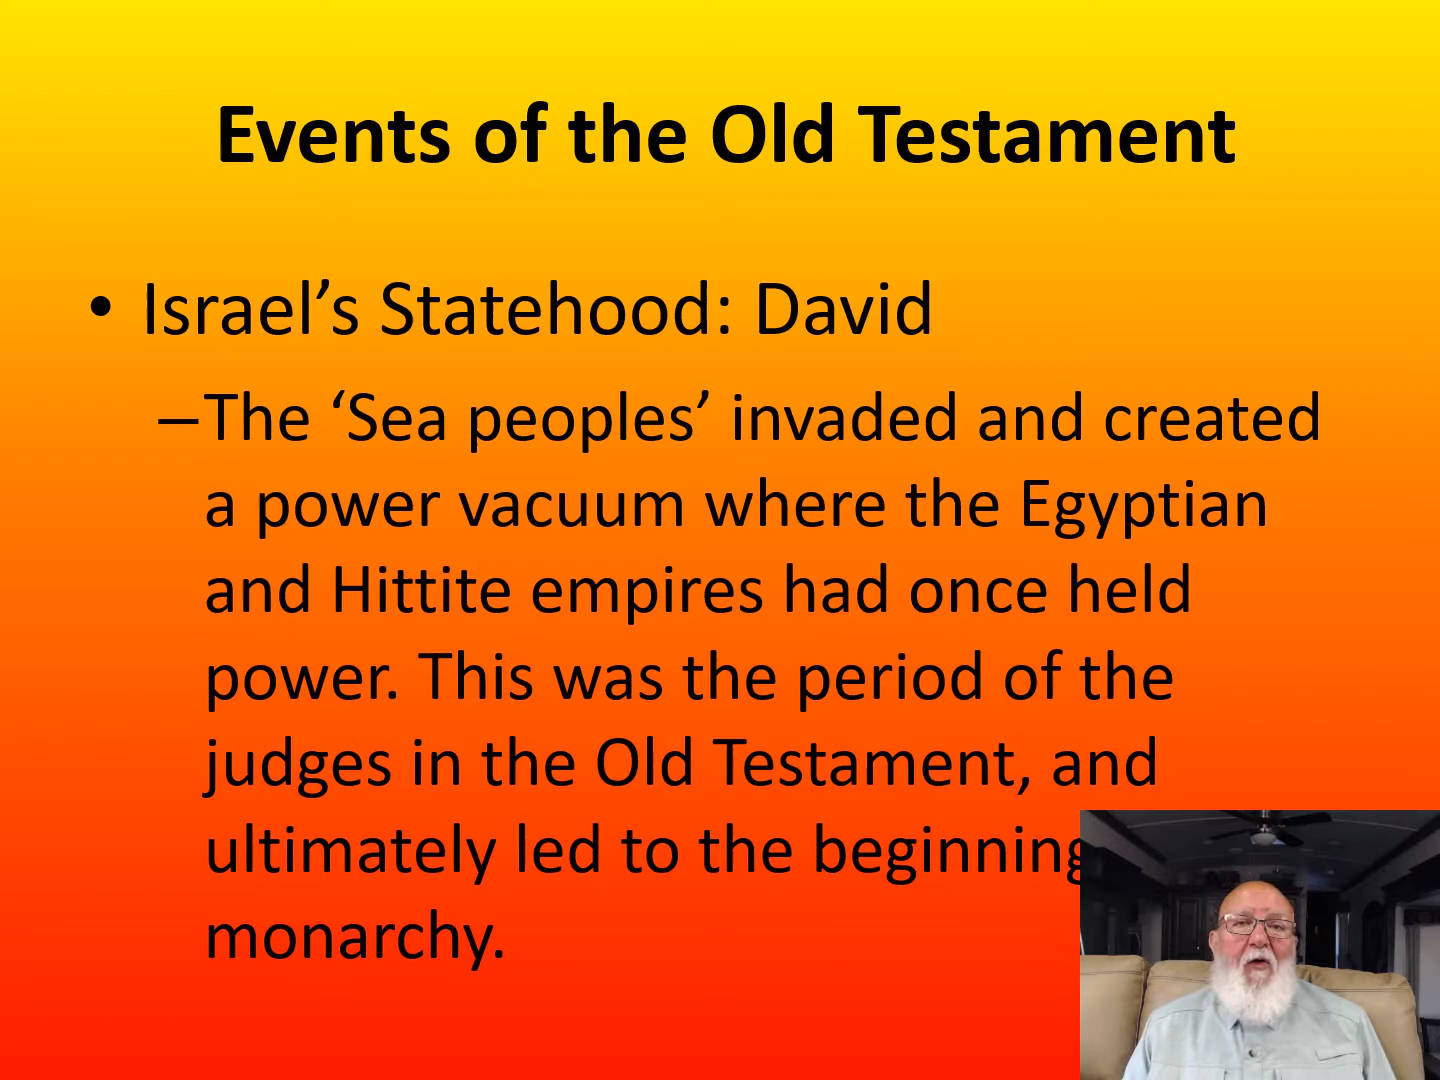 Events of the Old Testament
• Israel’s Statehood: David
–The ‘Sea peoples’ invaded and created
a power vacuum where the Egyptian
and Hittite empires had once held
power. This was the period of the
judges in the Old Testament, and
ultimately led to the beginning
monarchy.